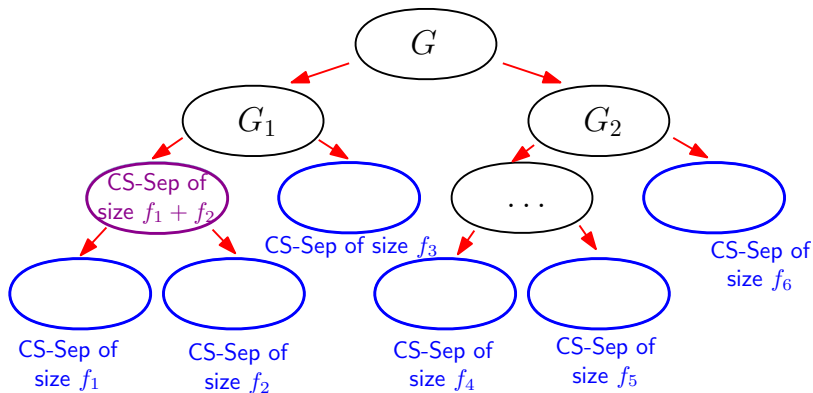 G
G₁
G₂
CS-Sep of
size f₁ + f₂
...
CS-Sep of size f₃
CS-Sep of
size f₆
CS-Sep of
size f₁
CS-Sep of
size f₂
CS-Sep of
size f₄
CS-Sep of
size f₅